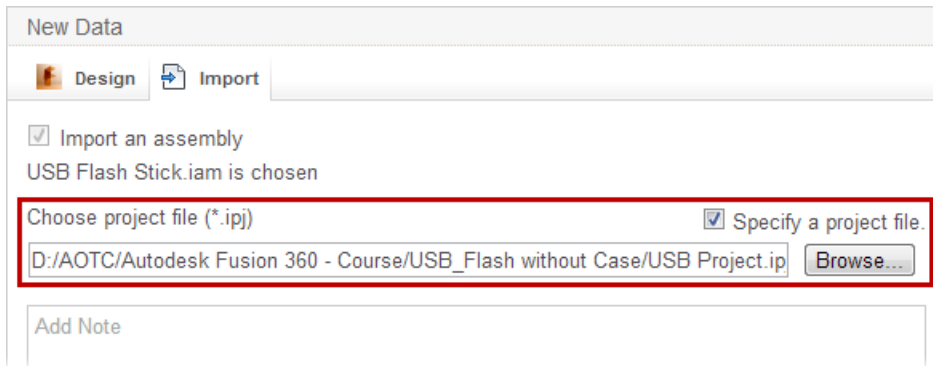 New Data
Design Import
Import an assembly
USB Flash Stick.iam is chosen
Choose project file (*.ipj) Specify a project file.
D:/AOTC/Autodesk Fusion 360 - Course/USB_Flash without Case/USB Project.ip Browse...
Add Note